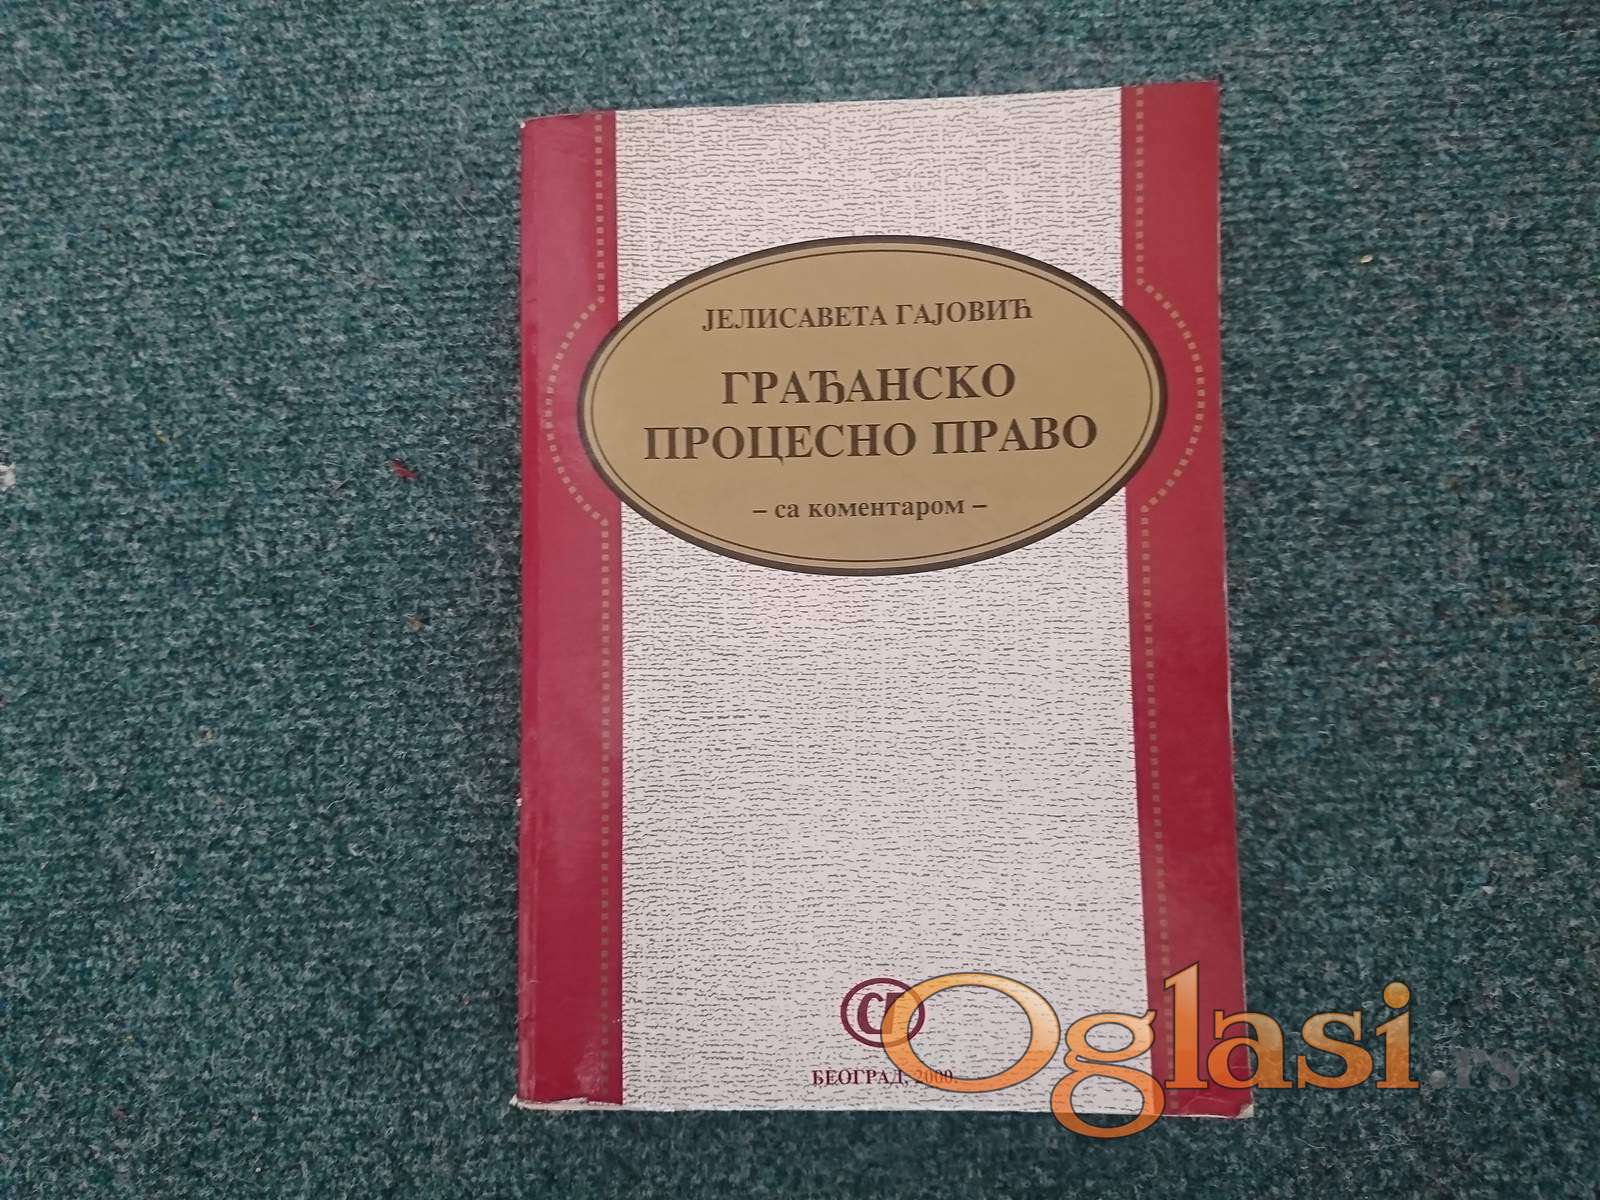 ЈЕЛИСАВЕТА ГАЈОВИЋ
ГРАЂАНСКО
ПРОЦЕСНО ПРАВО
– са коментаром –
БЕОГРАД, 2000.
Oglasi.rs